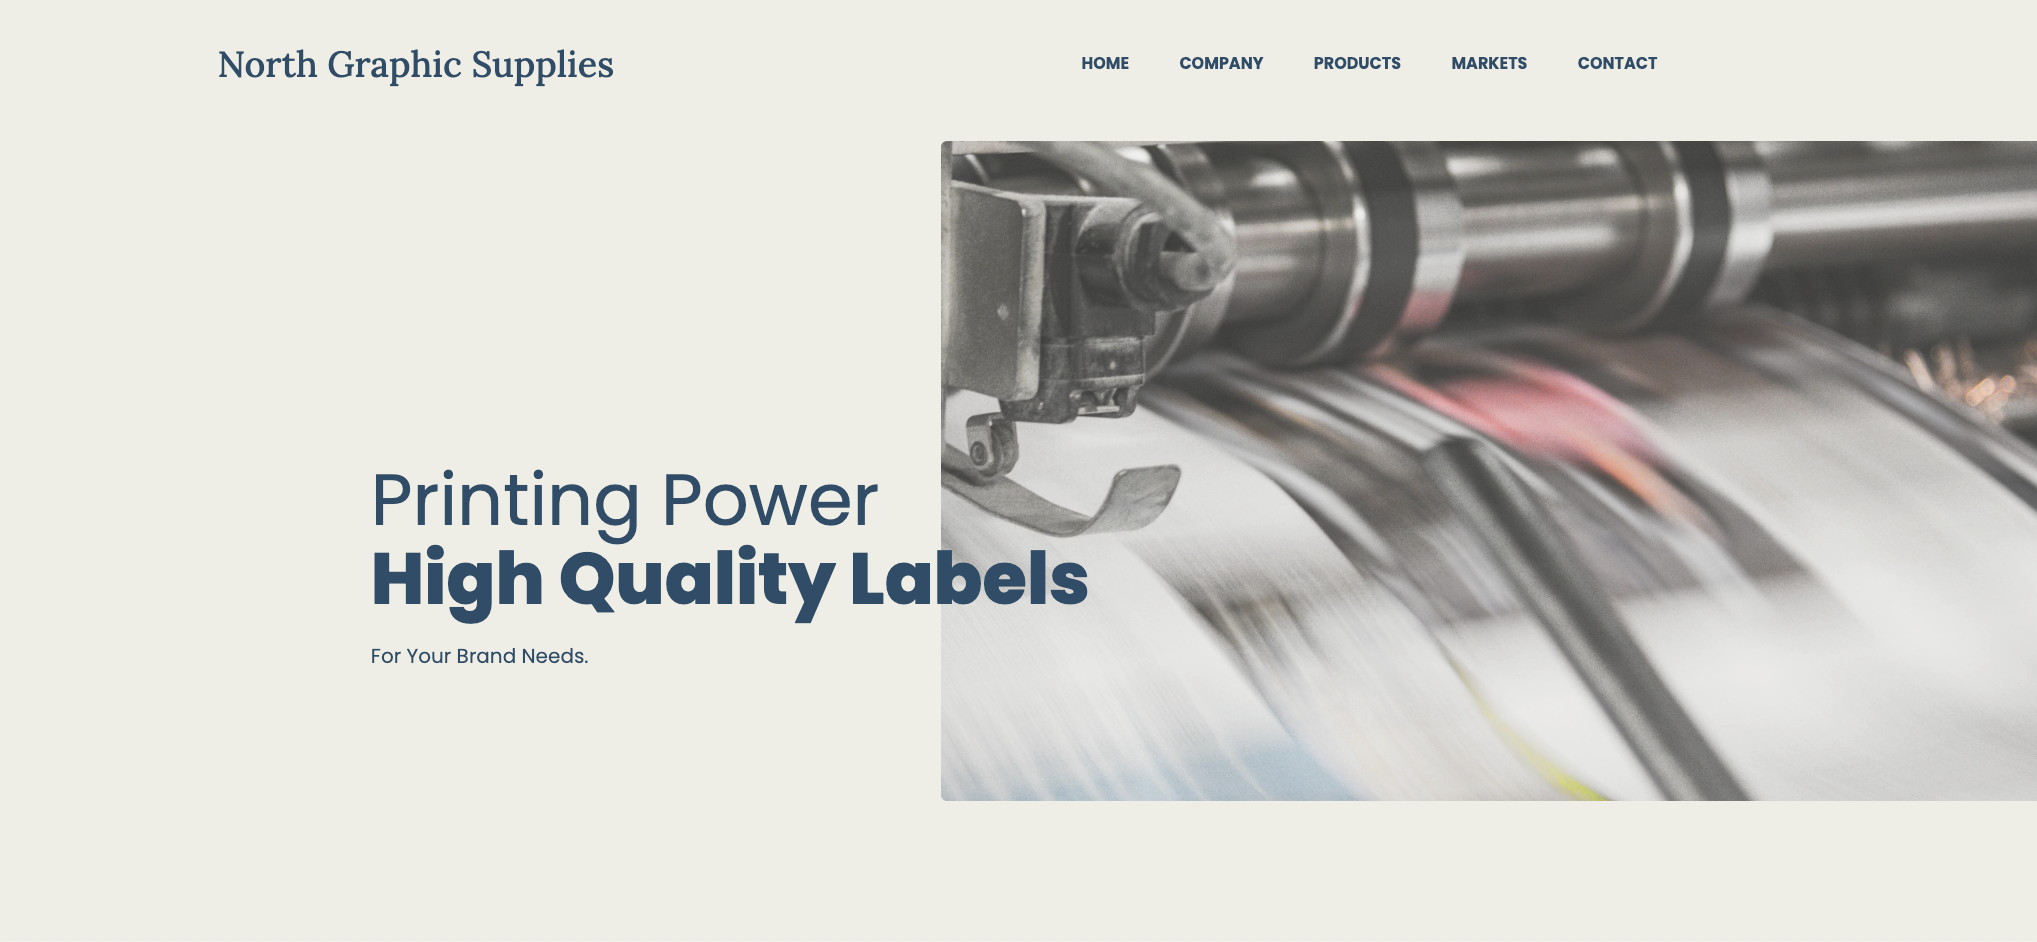 North Graphic Supplies
HOME COMPANY PRODUCTS MARKETS CONTACT
Printing Power
High Quality Labels
For Your Brand Needs.